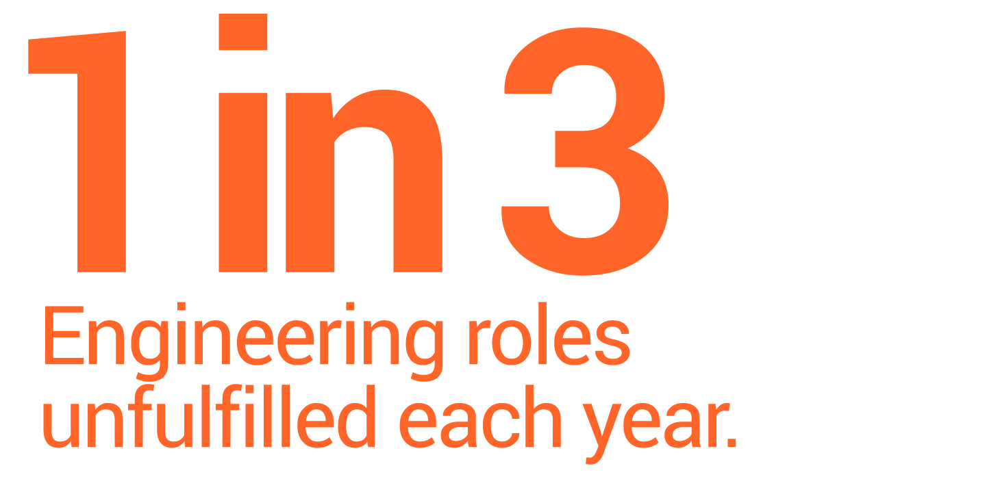 1 in 3
Engineering roles
unfulfilled each year.